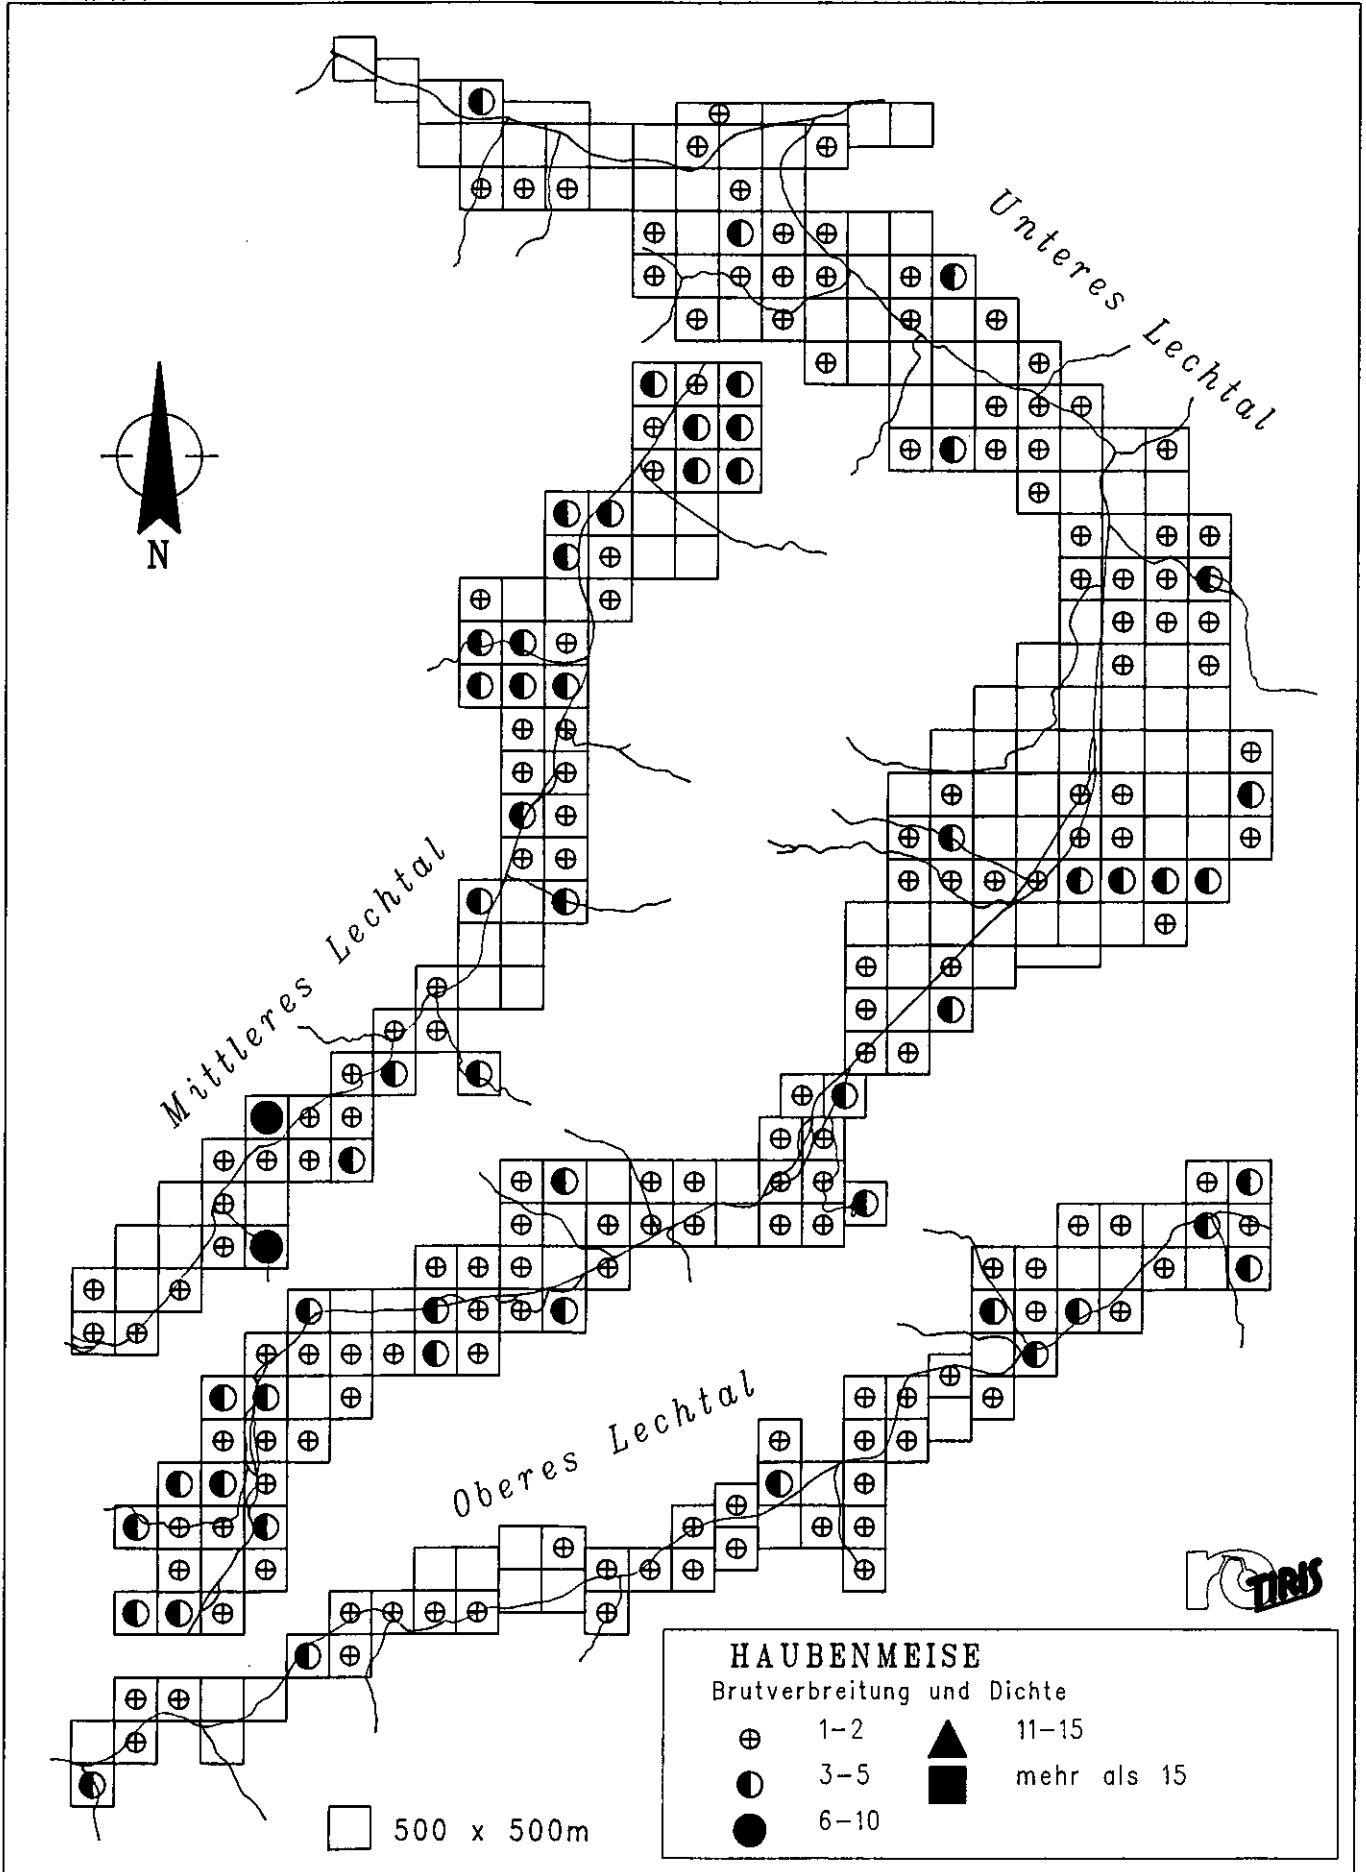 Unteres Lechtal
N
Mittleres Lechtal
Oberes Lechtal
TIRIS
HAUBENMEISE
Brutverbreitung und Dichte
1-2
11-15
3-5
mehr als 15
6-10
500 x 500m